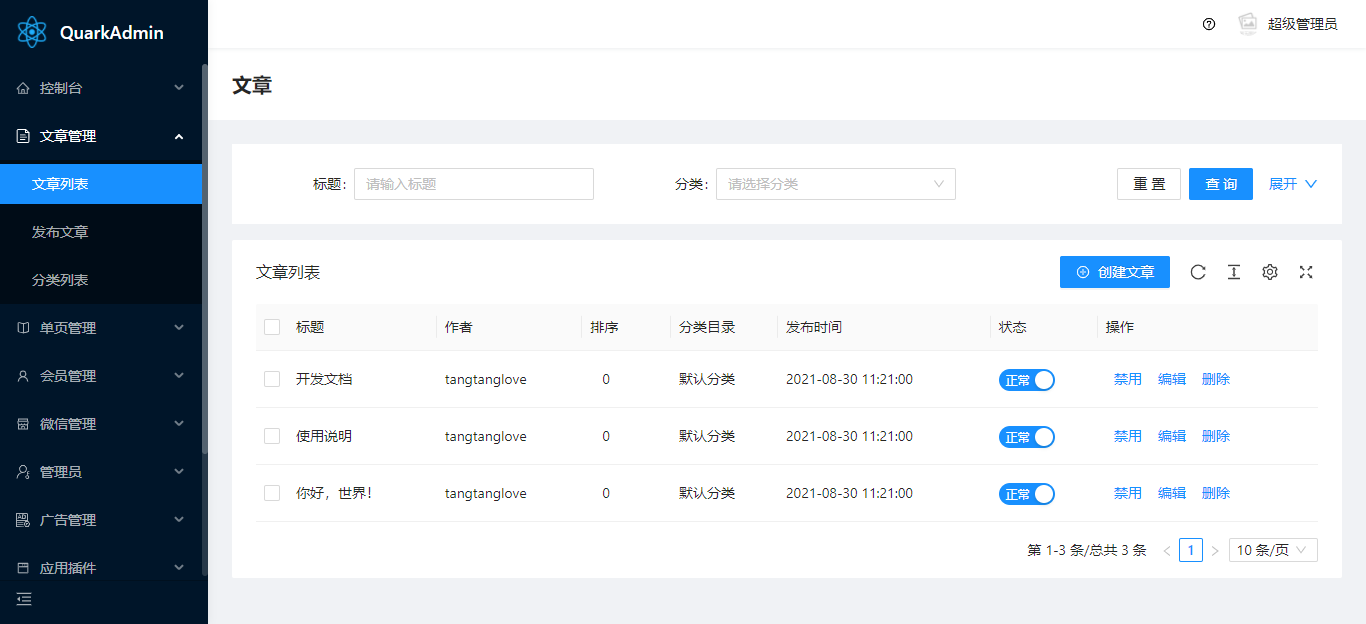 QuarkAdmin
超级管理员
控制台
文章管理
文章列表
发布文章
分类列表
单页管理
会员管理
微信管理
管理员
广告管理
应用插件
文章
标题: 请输入标题 分类: 请选择分类 重 置 查 询 展开
文章列表 创建文章
标题 作者 排序 分类目录 发布时间 状态 操作
开发文档 tangtanglove 0 默认分类 2021-08-30 11:21:00 正常 禁用 编辑 删除
使用说明 tangtanglove 0 默认分类 2021-08-30 11:21:00 正常 禁用 编辑 删除
你好，世界！ tangtanglove 0 默认分类 2021-08-30 11:21:00 正常 禁用 编辑 删除
第 1-3 条/总共 3 条 < 1 > 10 条/页